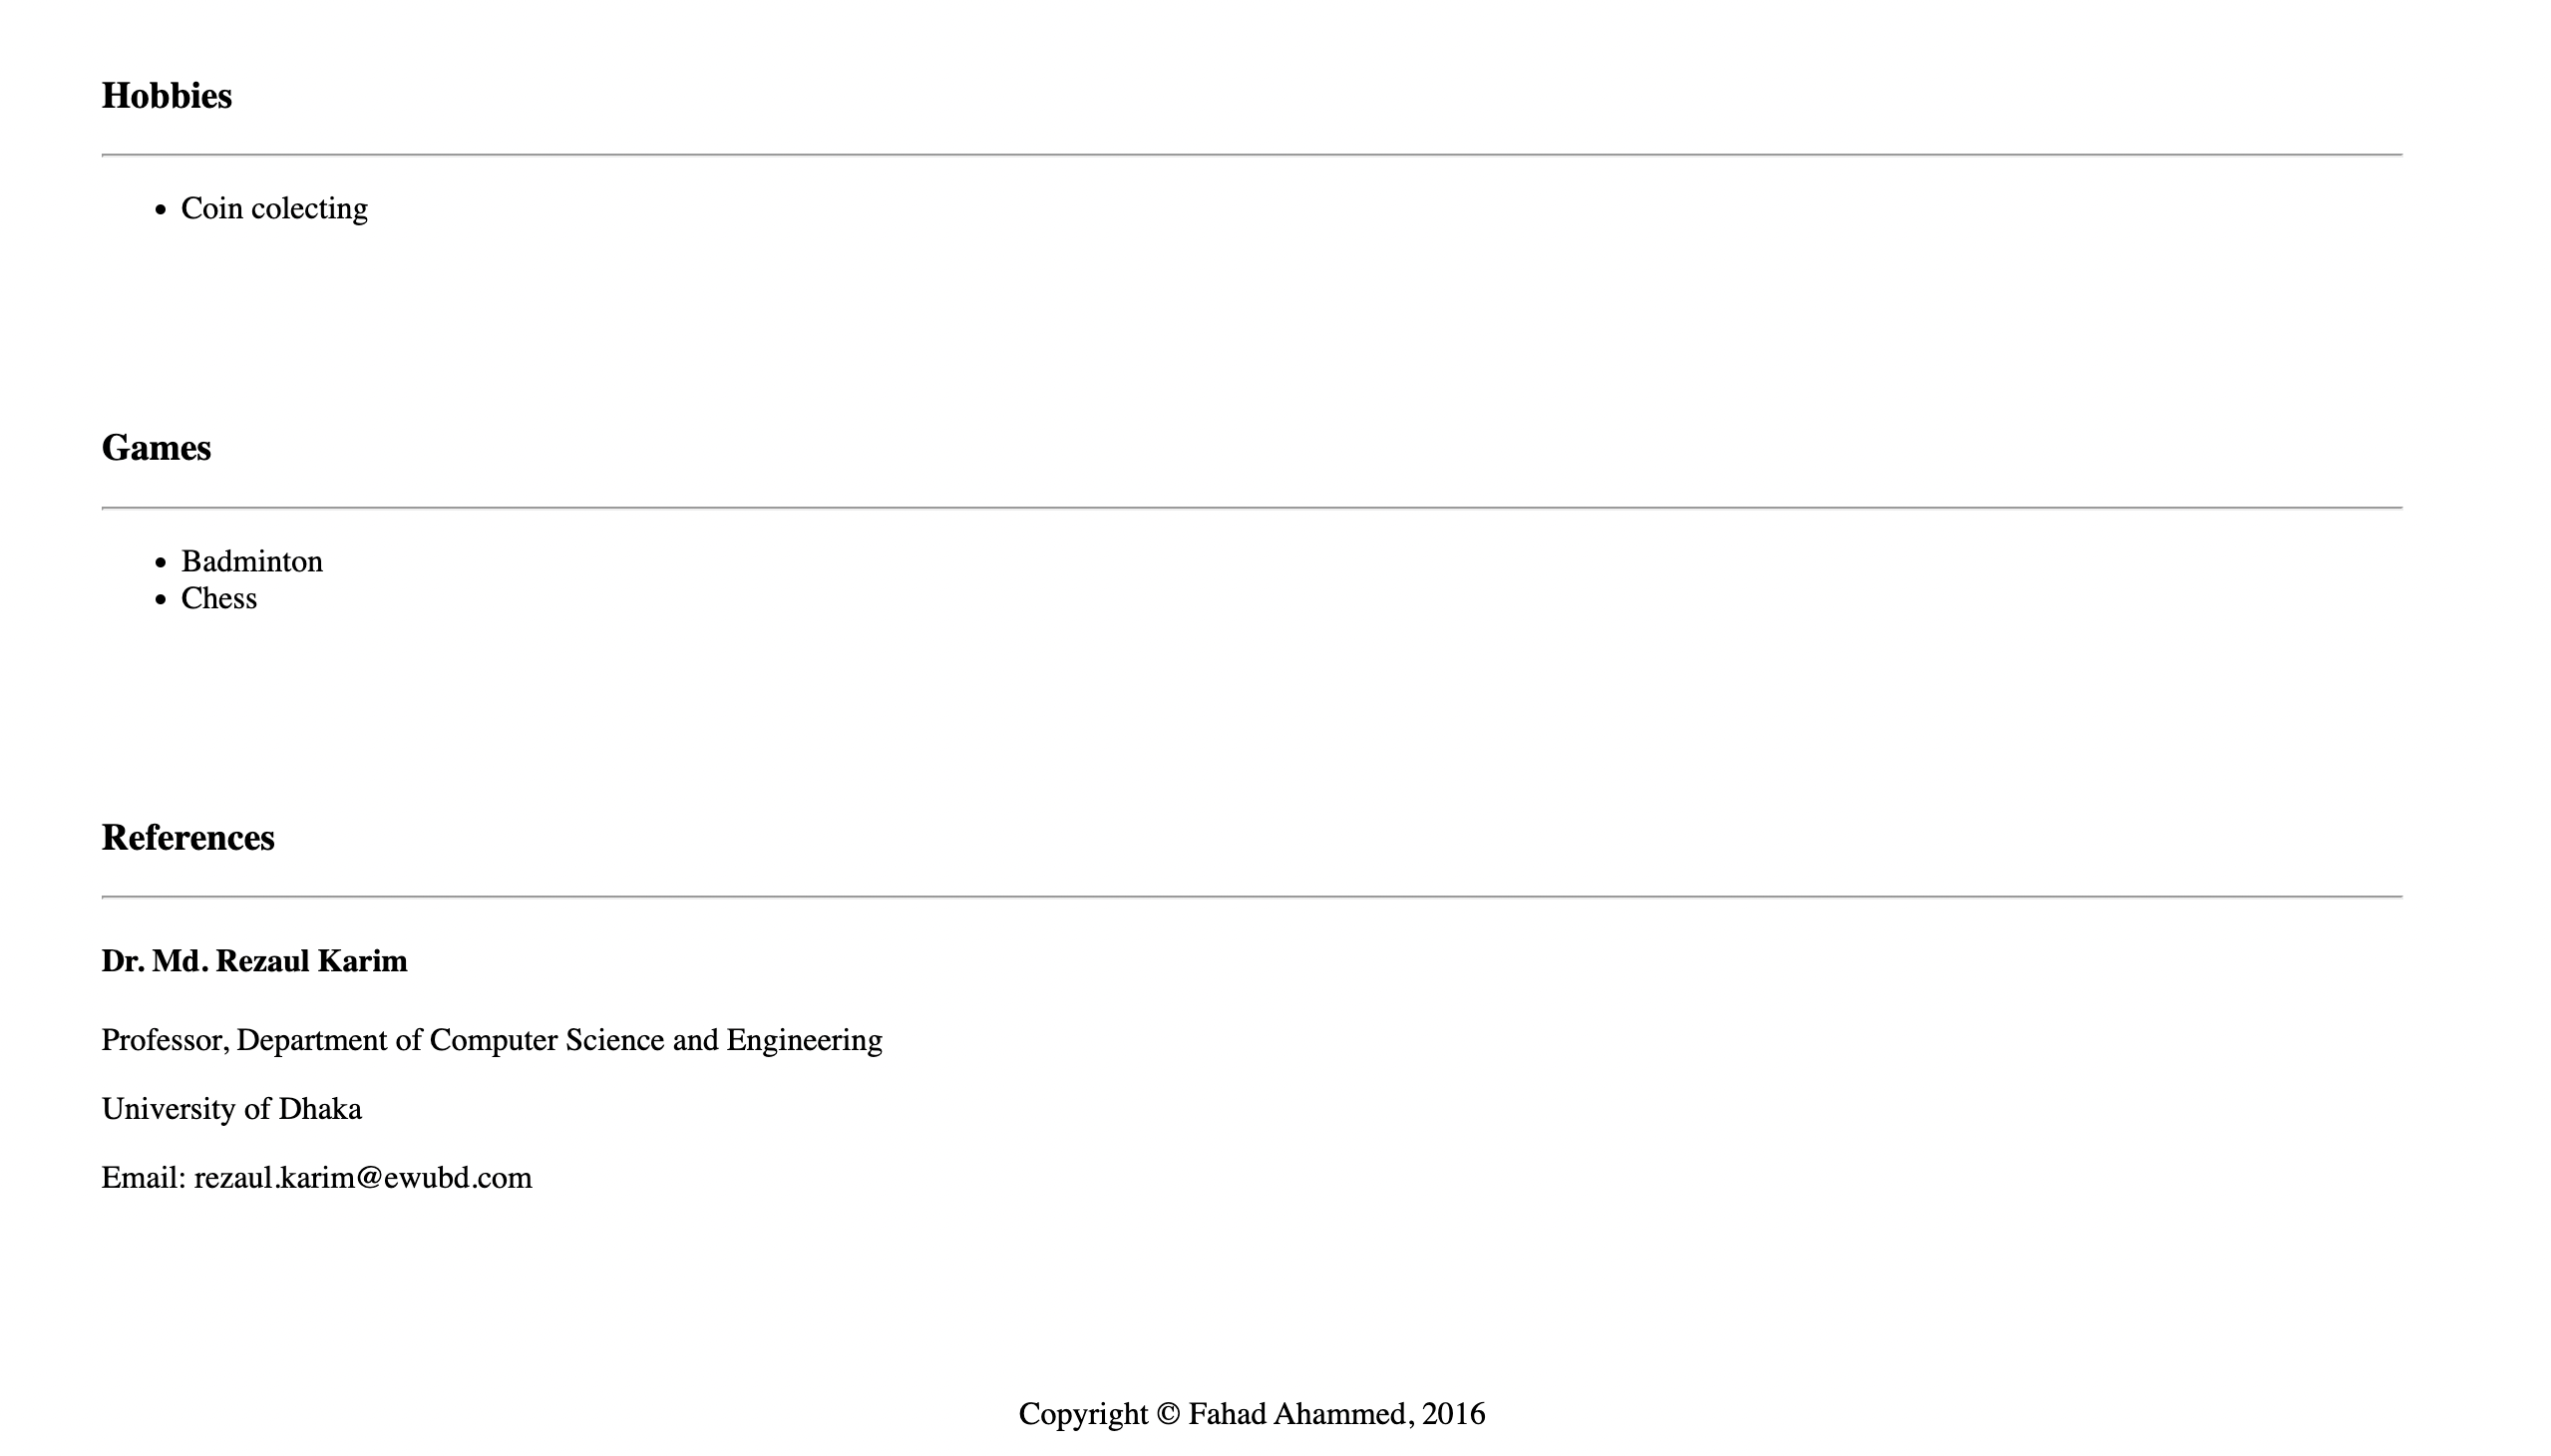 Hobbies
Coin colecting
Games
Badminton
Chess
References
Dr. Md. Rezaul Karim
Professor, Department of Computer Science and Engineering
University of Dhaka
Email: rezaul.karim@ewubd.com
Copyright © Fahad Ahammed, 2016